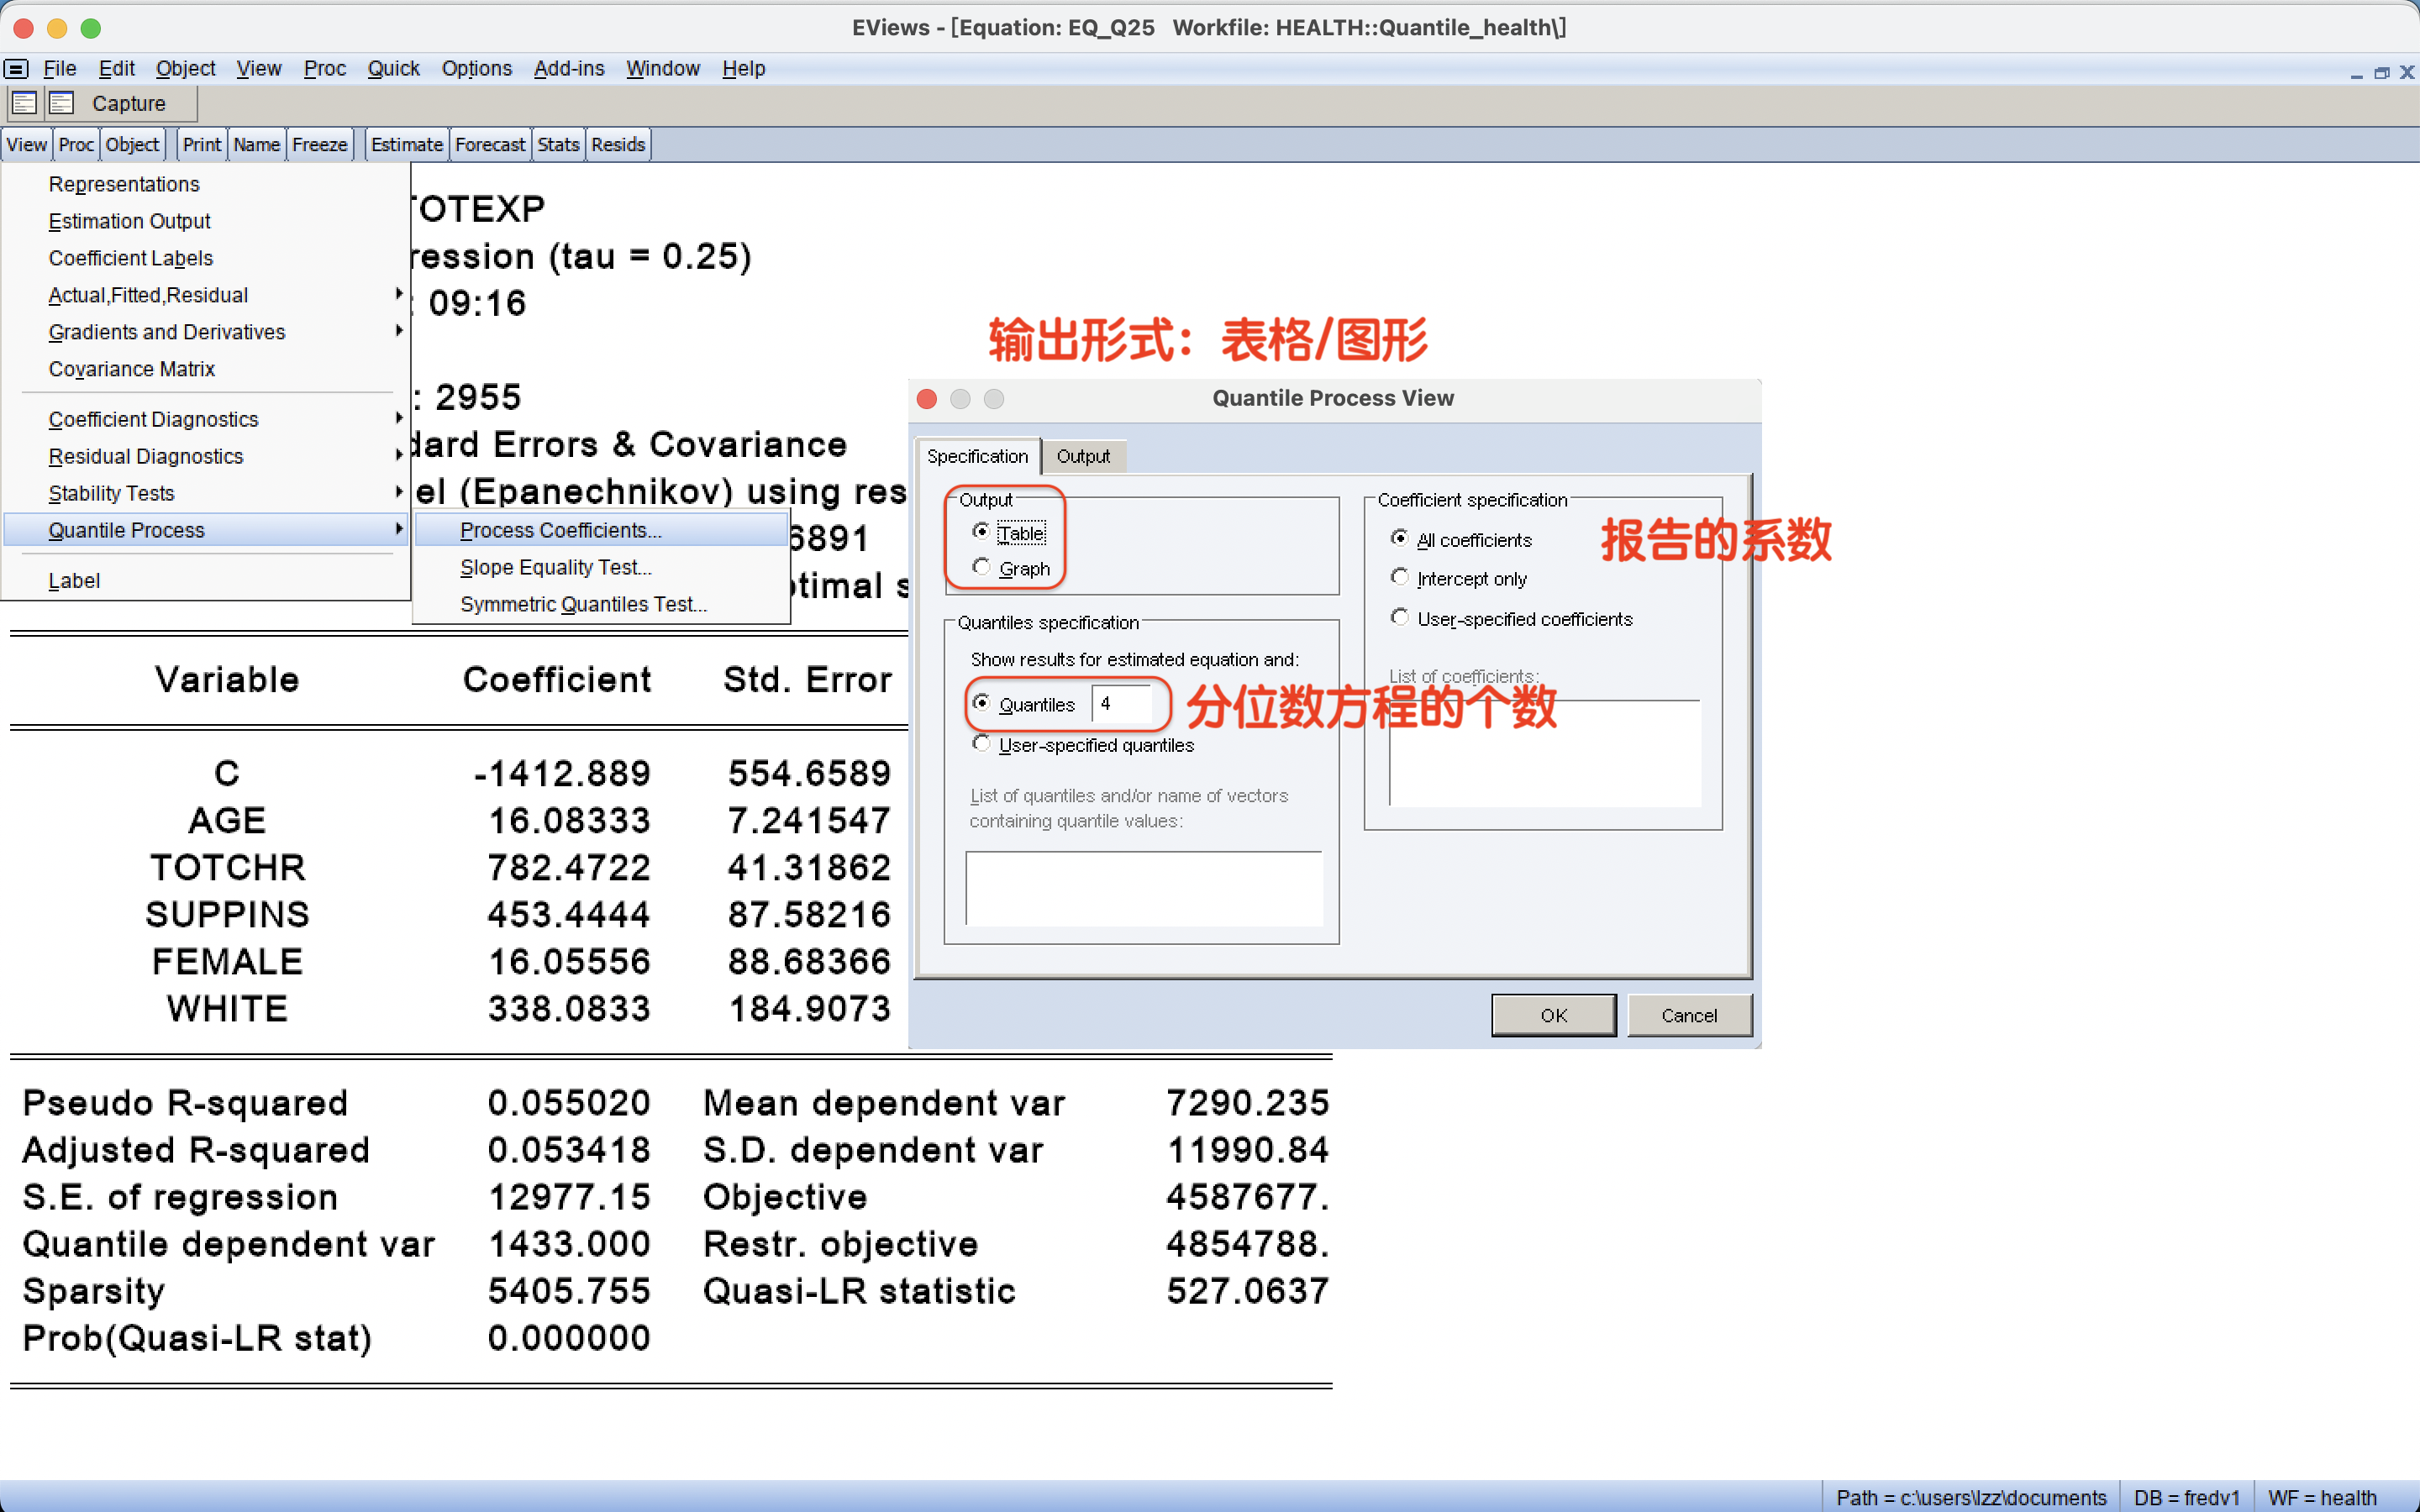 EViews - [Equation: EQ_Q25 Workfile: HEALTH::Quantile_health\]
File Edit Object View Proc Quick Options Add-ins Window Help
Capture
View Proc Object Print Name Freeze Estimate Forecast Stats Resids
Representations
Estimation Output
Coefficient Labels
Actual,Fitted,Residual
Gradients and Derivatives
Covariance Matrix
Coefficient Diagnostics
Residual Diagnostics
Stability Tests
Quantile Process
Label
Process Coefficients...
Slope Equality Test...
Symmetric Quantiles Test...
TOTEXP
ression (tau = 0.25)
: 09:16
: 2955
dard Errors & Covariance
el (Epanechnikov) using res
6891
timal s
输出形式：表格/图形
Quantile Process View
Specification Output
Output
Table
Graph
Quantiles specification
Show results for estimated equation and:
Quantiles 4
分位数方程的个数
User-specified quantiles
List of quantiles and/or name of vectors
containing quantile values:
Coefficient specification
All coefficients
报告的系数
Intercept only
User-specified coefficients
List of coefficients:
OK Cancel
Variable Coefficient Std. Error
C -1412.889 554.6589
AGE 16.08333 7.241547
TOTCHR 782.4722 41.31862
SUPPINS 453.4444 87.58216
FEMALE 16.05556 88.68366
WHITE 338.0833 184.9073
Pseudo R-squared 0.055020 Mean dependent var 7290.235
Adjusted R-squared 0.053418 S.D. dependent var 11990.84
S.E. of regression 12977.15 Objective 4587677.
Quantile dependent var 1433.000 Restr. objective 4854788.
Sparsity 5405.755 Quasi-LR statistic 527.0637
Prob(Quasi-LR stat) 0.000000
Path = c:\users\lzz\documents DB = fredv1 WF = health